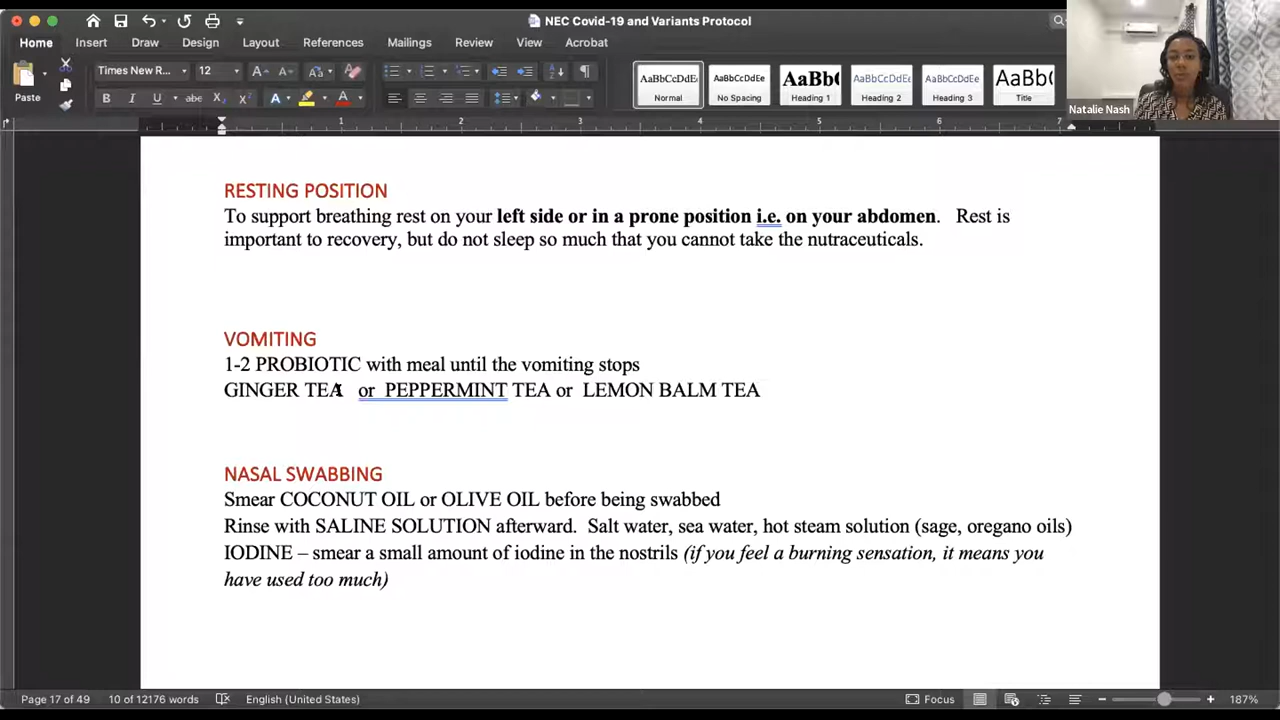 NEC Covid-19 and Variants Protocol
Home Insert Draw Design Layout References Mailings Review View Acrobat
Paste
Times New R... 12
AaBbCcDdEe AaBbCcDdEe AaBb( AaBbCcDdEe AaBbCcDdEe AaBb(
Normal No Spacing Heading 1 Heading 2 Heading 3 Title
Natalie Nash
1 2 3 4 5 6 7
RESTING POSITION
To support breathing rest on your left side or in a prone position i.e. on your abdomen. Rest is
important to recovery, but do not sleep so much that you cannot take the nutraceuticals.
VOMITING
1-2 PROBIOTIC with meal until the vomiting stops
GINGER TEA or PEPPERMINT TEA or LEMON BALM TEA
NASAL SWABBING
Smear COCONUT OIL or OLIVE OIL before being swabbed
Rinse with SALINE SOLUTION afterward. Salt water, sea water, hot steam solution (sage, oregano oils)
IODINE – smear a small amount of iodine in the nostrils (if you feel a burning sensation, it means you
have used too much)
Page 17 of 49 10 of 12176 words English (United States) Focus 187%